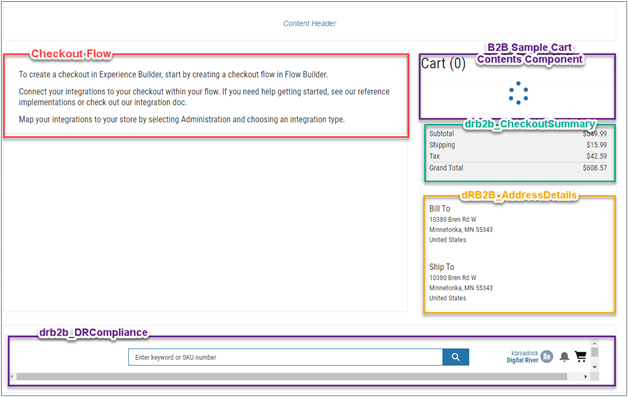 Content Header
Checkout Flow
To create a checkout in Experience Builder, start by creating a checkout flow in Flow Builder.
Connect your integrations to your checkout within your flow. If you need help getting started, see our reference
implementations or check out our integration doc.
Map your integrations to your store by selecting Administration and choosing an integration type.
B2B Sample Cart
Contents Component
Cart (0)
drb2b_CheckoutSummary
Subtotal $549.99
Shipping $15.99
Tax $42.59
Grand Total $608.57
dRB2B_AddressDetails
Bill To
10380 Bren Rd W
Minnetonka, MN 55343
United States
Ship To
10380 Bren Rd W
Minnetonka, MN 55343
United States
drb2b_DRCompliance
Enter keyword or SKU number
kbroadrick
Digital River